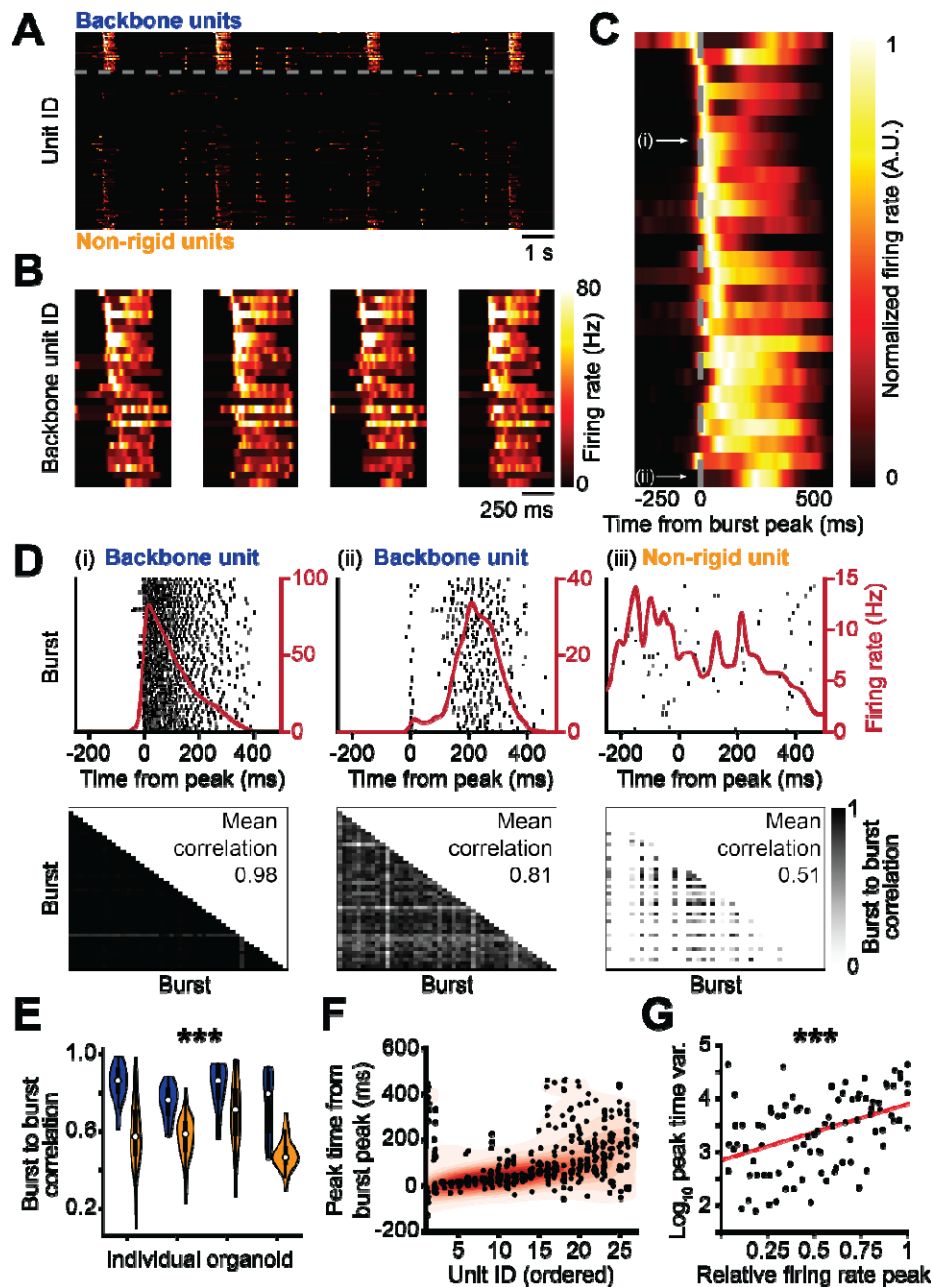 A
Backbone units
Unit ID
Non-rigid units
1 s
B
Backbone unit ID
80
Firing rate (Hz)
0
250 ms
C
(i)
(ii)
1
Normalized firing rate (A.U.)
0
-250 0 500
Time from burst peak (ms)
D
(i) Backbone unit
Burst
100
50
0
-200 0 200 400
Time from peak (ms)
(ii) Backbone unit
40
20
0
-200 0 200 400
Time from peak (ms)
(iii) Non-rigid unit
15
10
5
0
Firing rate (Hz)
-200 0 200 400
Time from peak (ms)
Burst
Mean
correlation
0.98
Burst
Mean
correlation
0.81
Burst
Mean
correlation
0.51
Burst
1
0
Burst to burst
correlation
E
***
Burst to burst
correlation
1.0
0.6
0.2
Individual organoid
F
Peak time from
burst peak (ms)
600
400
200
0
-200
5 10 15 20 25
Unit ID (ordered)
G
***
Log10 peak time var.
5
4
3
2
0.25 0.5 0.75 1
Relative firing rate peak